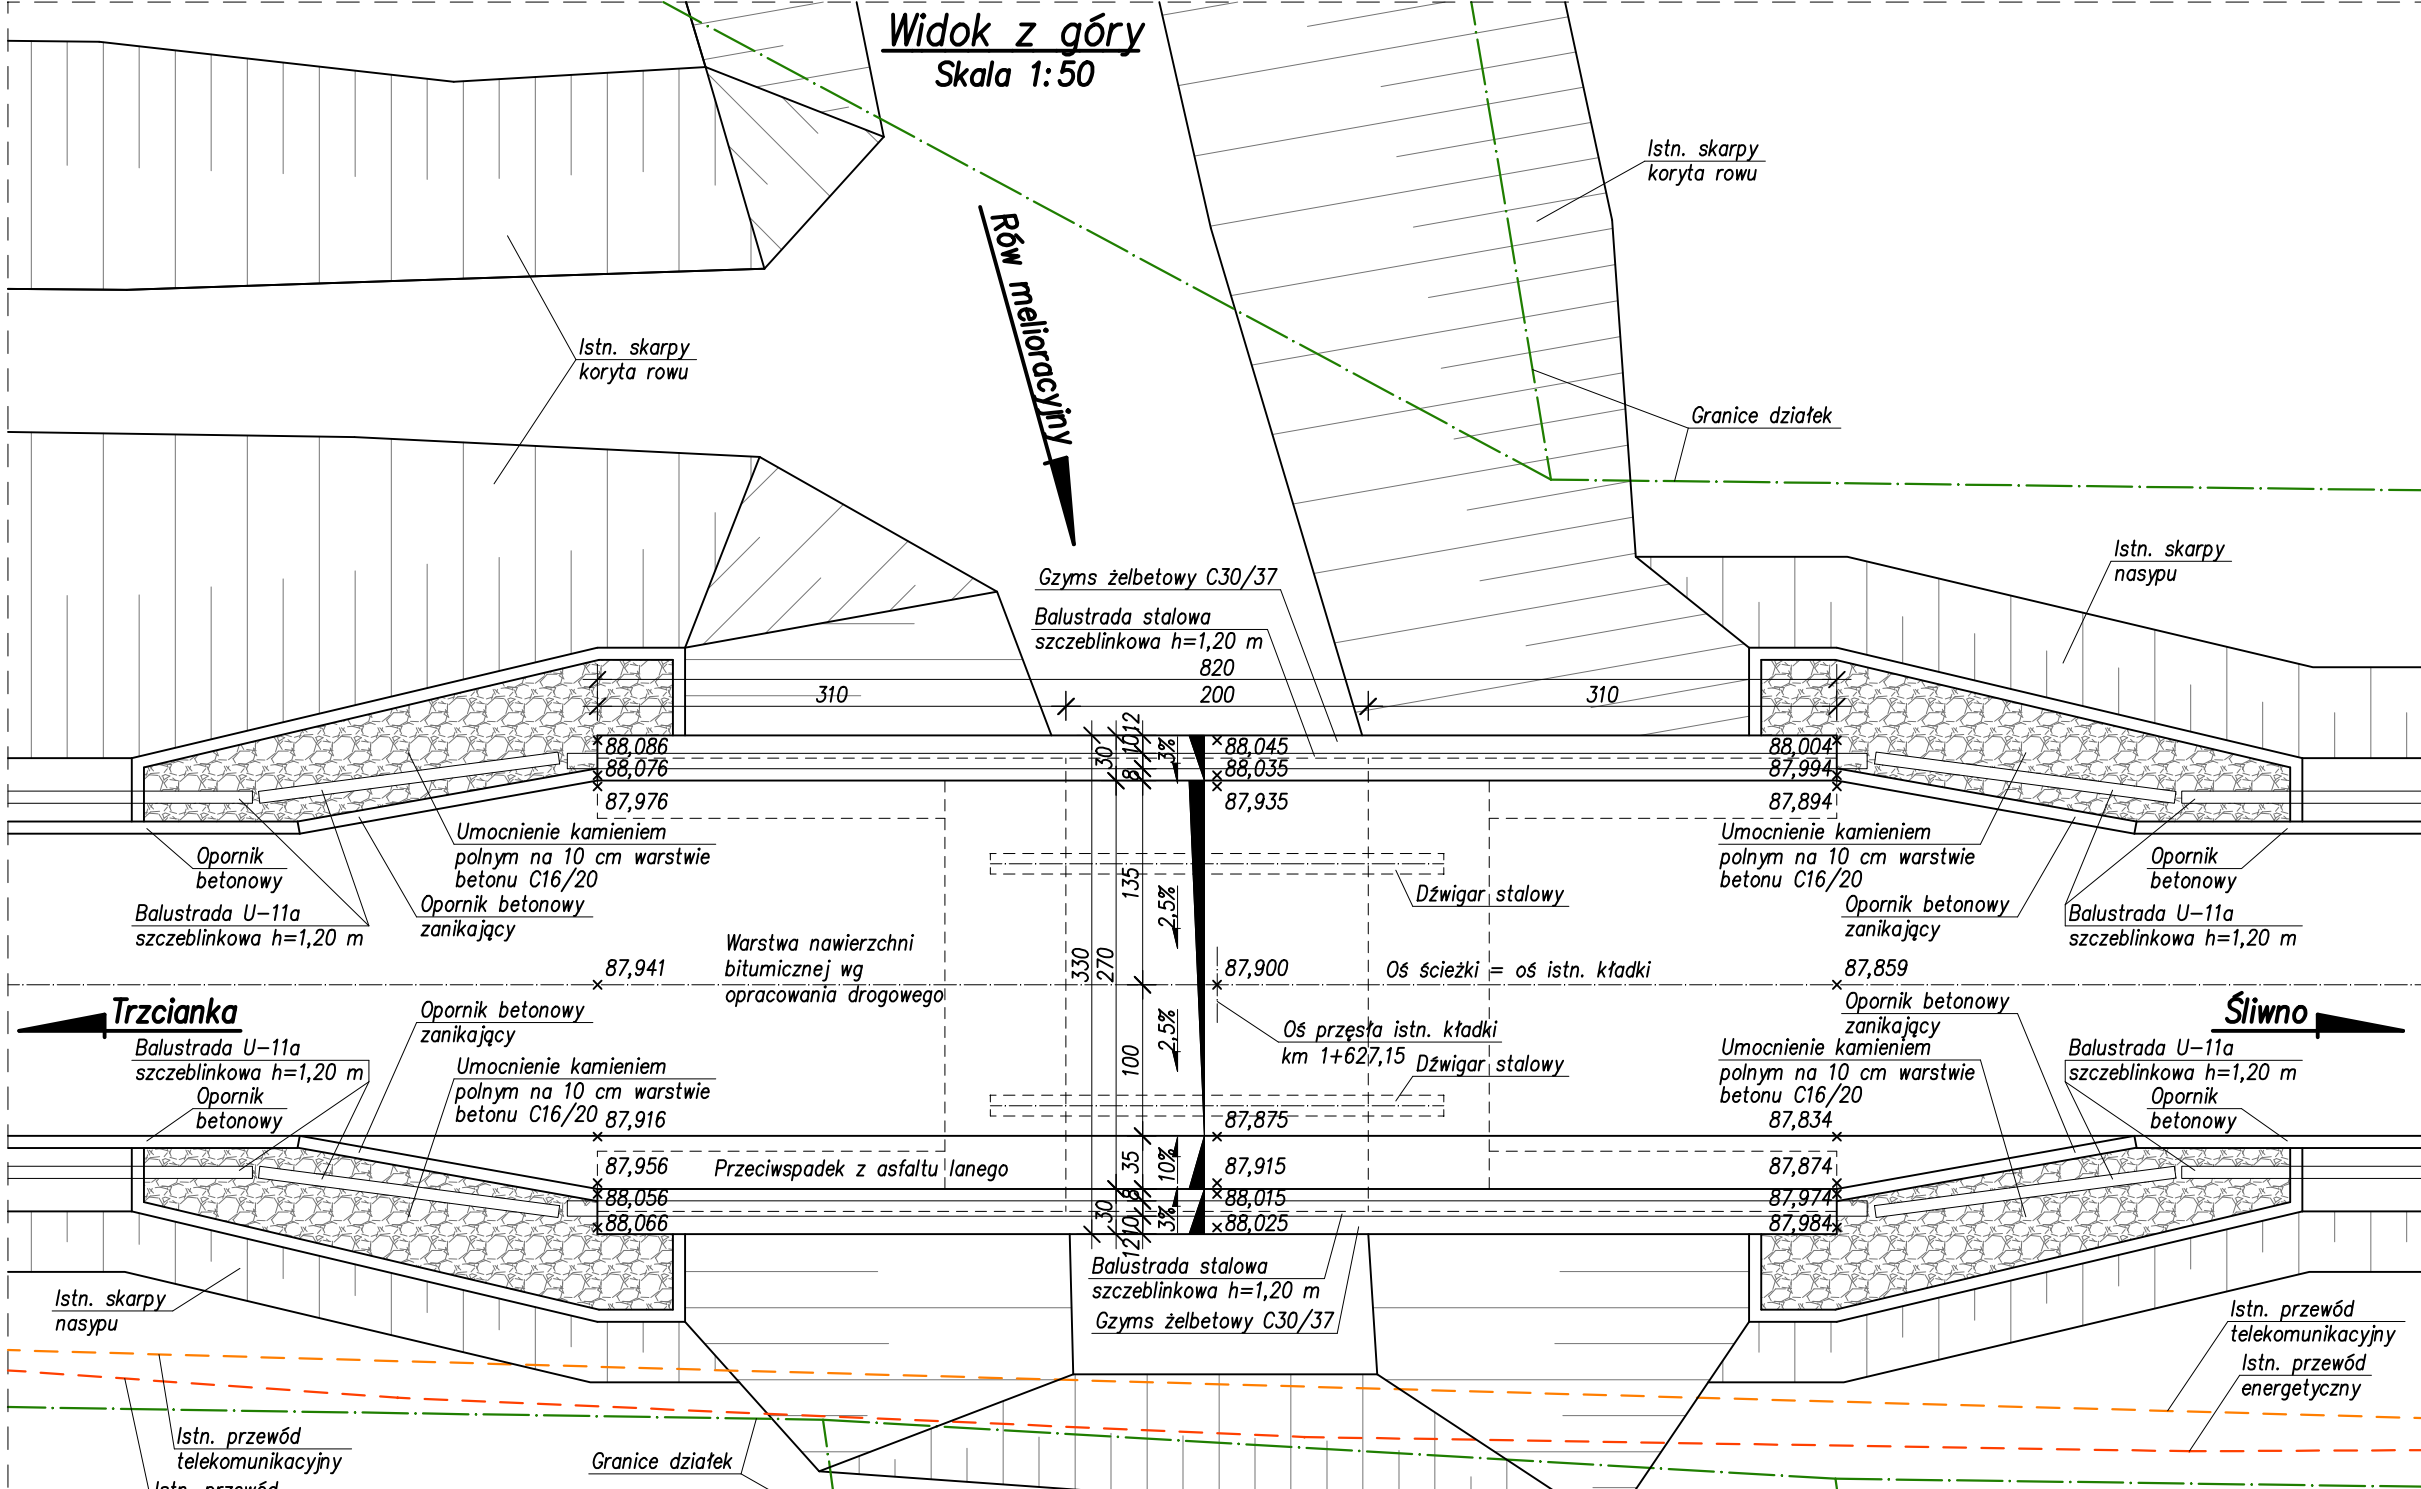 Widok z góry
Skala 1:50
Istn. skarpy
koryta rowu
Rów melioracyjny
Istn. skarpy
koryta rowu
Granice działek
Istn. skarpy
nasypu
Gzyms żelbetowy C30/37
Balustrada stalowa
szczeblinkowa h=1,20 m
820
310
200
310
88,086
88,076
87,976
30
12
10
8
3%
88,045
88,035
87,935
88,004
87,994
87,894
Umocnienie kamieniem
polnym na 10 cm warstwie
betonu C16/20
Opornik
betonowy
Opornik betonowy
zanikający
Balustrada U-11a
szczeblinkowa h=1,20 m
Umocnienie kamieniem
polnym na 10 cm warstwie
betonu C16/20
Opornik
betonowy
Opornik betonowy
zanikający
Balustrada U-11a
szczeblinkowa h=1,20 m
Dźwigar stalowy
135
2,5%
330
270
Warstwa nawierzchni
bitumicznej wg
opracowania drogowego
87,941
87,900
Oś ścieżki = oś istn. kładki
87,859
Trzcianka
Śliwno
Opornik betonowy
zanikający
Balustrada U-11a
szczeblinkowa h=1,20 m
Umocnienie kamieniem
polnym na 10 cm warstwie
betonu C16/20
Opornik
betonowy
100
2,5%
Oś przęsła istn. kładki
km 1+627,15
Dźwigar stalowy
Opornik betonowy
zanikający
Umocnienie kamieniem
polnym na 10 cm warstwie
betonu C16/20
Balustrada U-11a
szczeblinkowa h=1,20 m
Opornik
betonowy
87,916
87,875
87,834
87,956
Przeciwspadek z asfaltu lanego
35
10%
87,915
87,874
88,056
88,066
30
8
10
12
3%
88,015
88,025
87,974
87,984
Balustrada stalowa
szczeblinkowa h=1,20 m
Gzyms żelbetowy C30/37
Istn. skarpy
nasypu
Istn. przewód
telekomunikacyjny
Istn. przewód
energetyczny
Istn. przewód
telekomunikacyjny
Istn. przewód
Granice działek